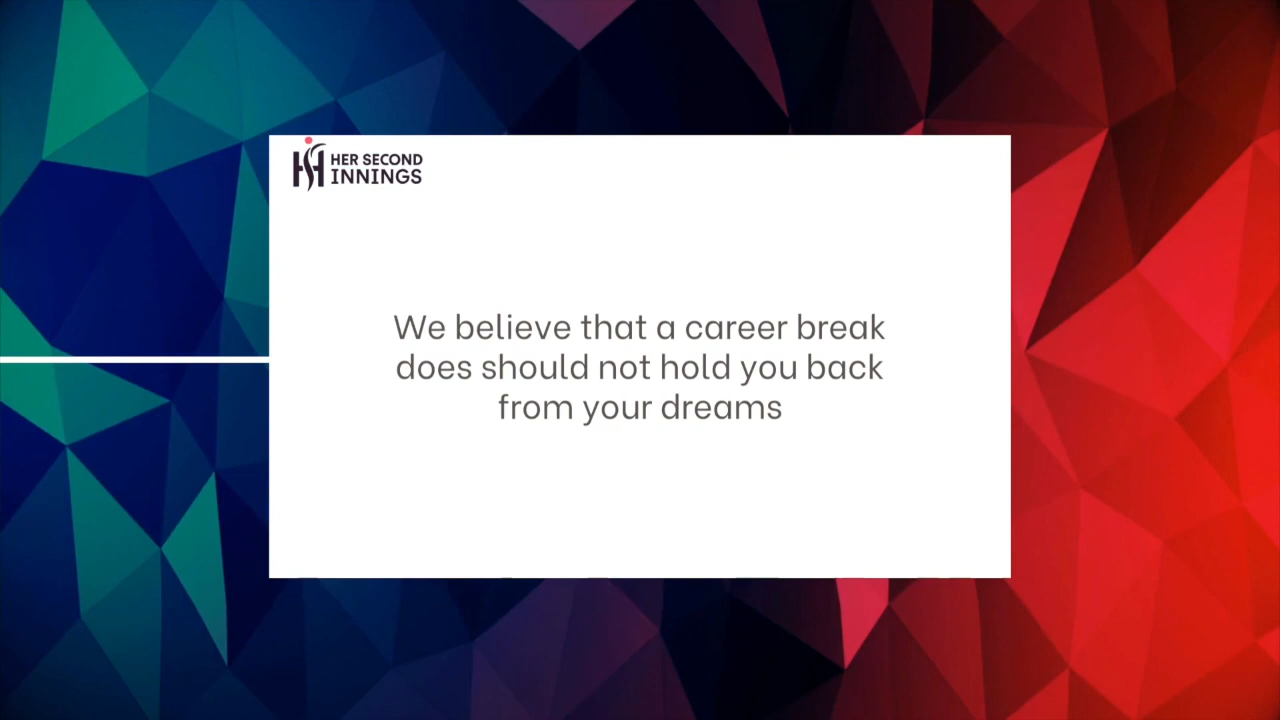 HER SECOND
INNINGS
We believe that a career break
does should not hold you back
from your dreams